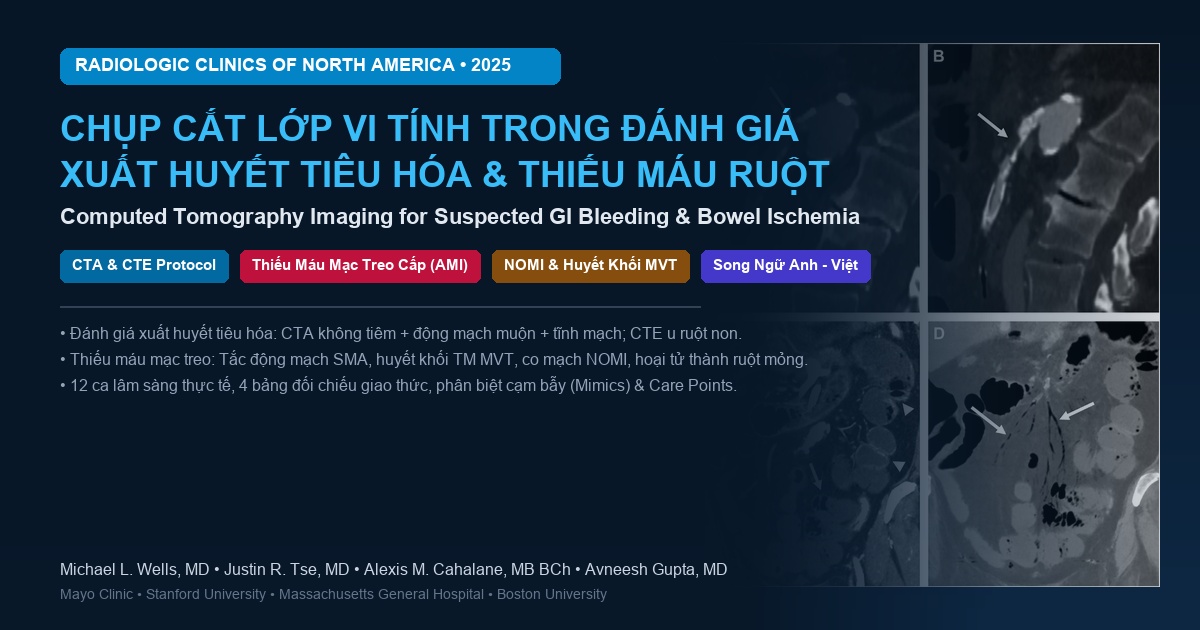 RADIOLOGIC CLINICS OF NORTH AMERICA • 2025
CHỤP CẮT LỚP VI TÍNH TRONG ĐÁNH GIÁ
XUẤT HUYẾT TIÊU HÓA & THIẾU MÁU RUỘT
Computed Tomography Imaging for Suspected GI Bleeding & Bowel Ischemia
CTA & CTE Protocol
Thiếu Máu Mạc Treo Cấp (AMI)
NOMI & Huyết Khối MVT
Song Ngữ Anh - Việt
• Đánh giá xuất huyết tiêu hóa: CTA không tiêm + động mạch muộn + tĩnh mạch; CTE u ruột non.
• Thiếu máu mạc treo: Tắc động mạch SMA, huyết khối TM MVT, co mạch NOMI, hoại tử thành ruột mỏng.
• 12 ca lâm sàng thực tế, 4 bảng đối chiếu giao thức, phân biệt cạm bẫy (Mimics) & Care Points.
Michael L. Wells, MD • Justin R. Tse, MD • Alexis M. Cahalane, MB BCh • Avneesh Gupta, MD
Mayo Clinic • Stanford University • Massachusetts General Hospital • Boston University
B
D